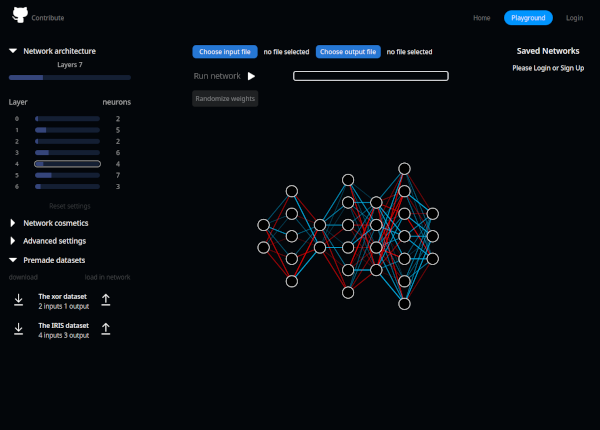 Contribute
Home Playground Login
Network architecture
Layers 7
Layer neurons
0 2
1 5
2 2
3 6
4 4
5 7
6 3
Reset settings
Network cosmetics
Advanced settings
Premade datasets
download load in network
The xor dataset
2 inputs 1 output
The IRIS dataset
4 inputs 3 output
Choose input file no file selected Choose output file no file selected
Run network
Randomize weights
Saved Networks
Please Login or Sign Up